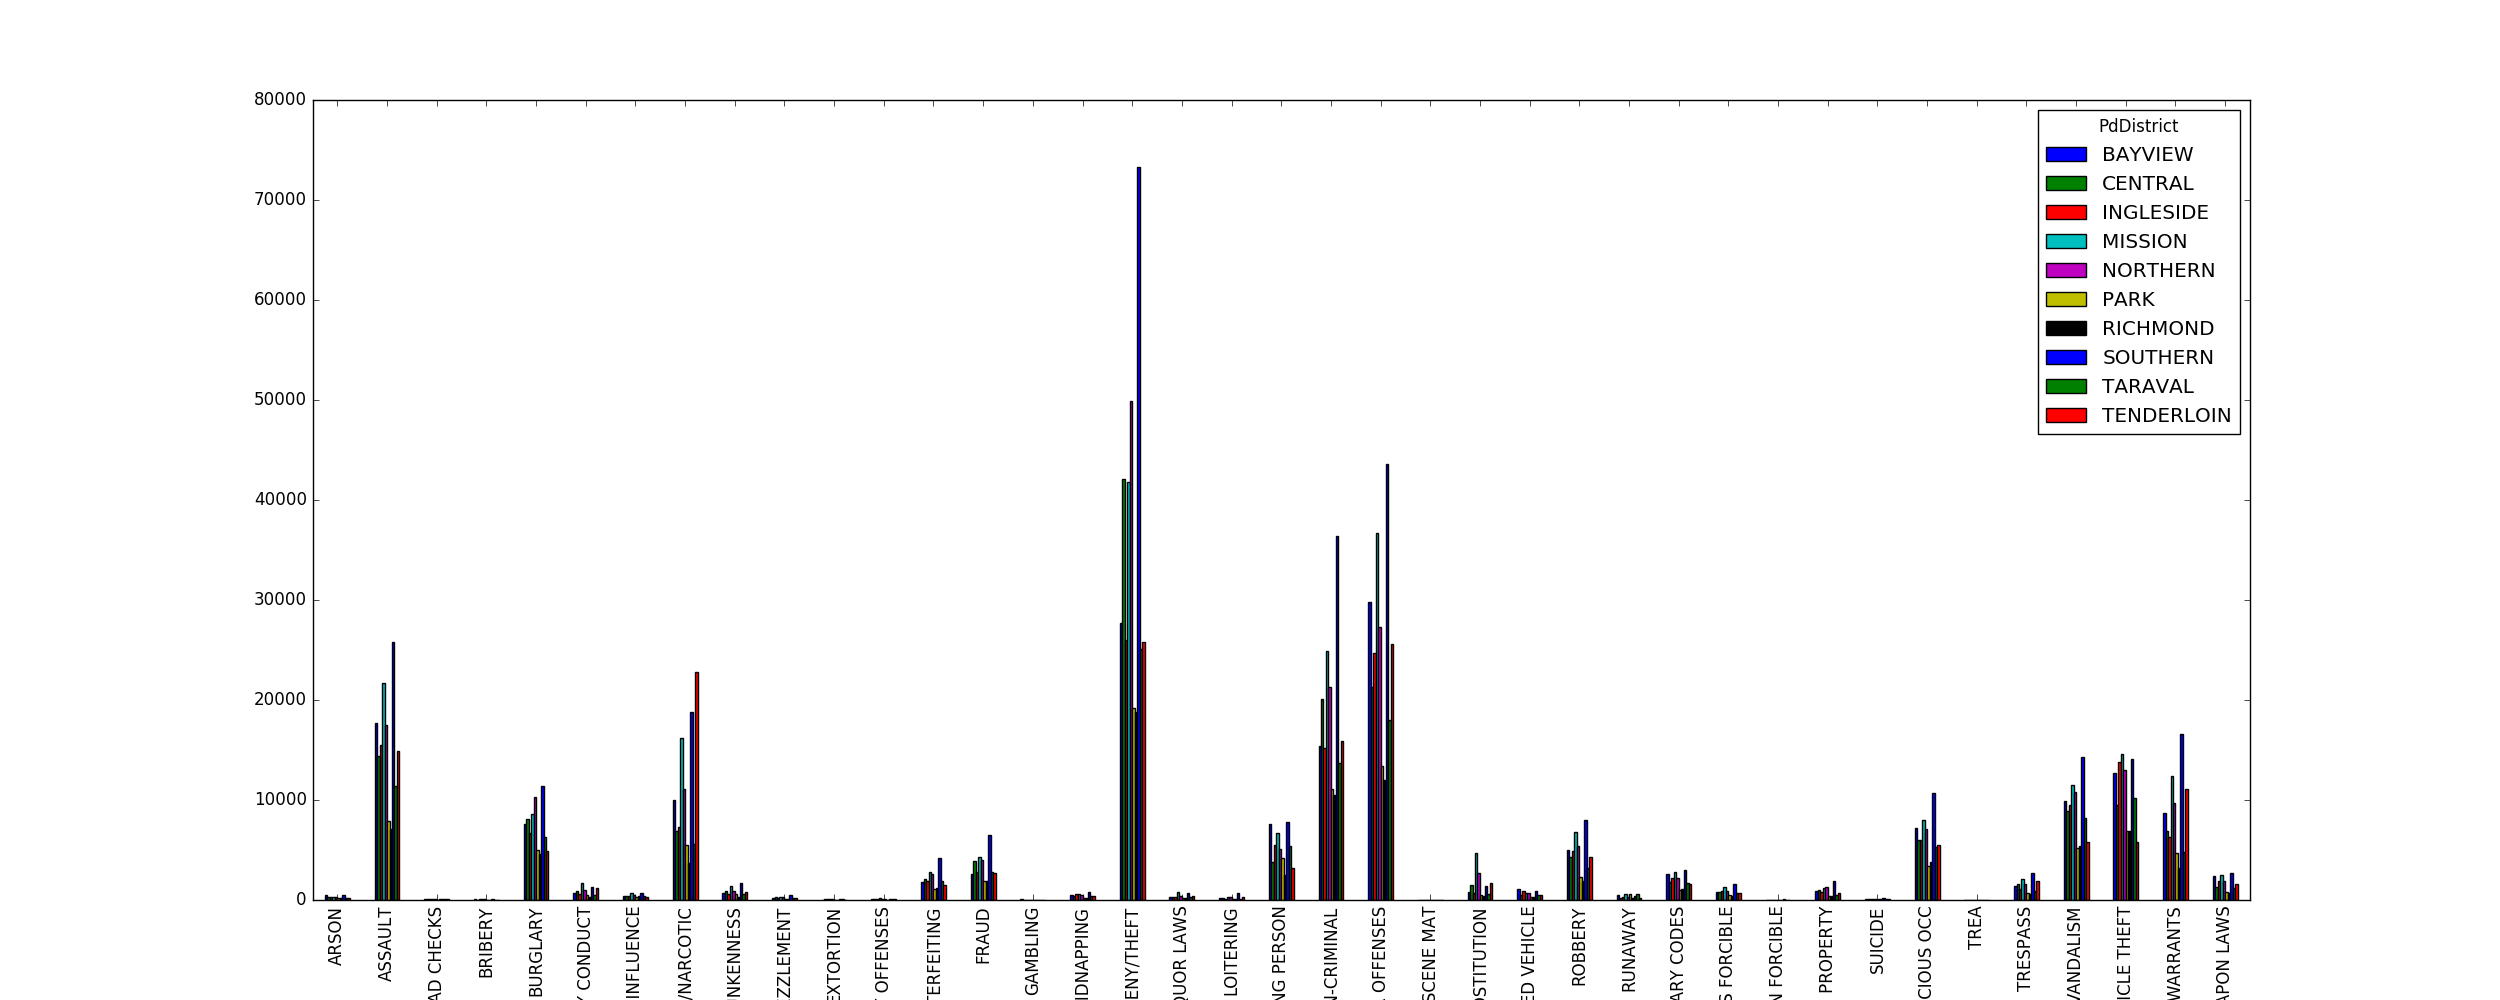 80000
70000
60000
50000
40000
30000
20000
10000
0
PdDistrict
BAYVIEW
CENTRAL
INGLESIDE
MISSION
NORTHERN
PARK
RICHMOND
SOUTHERN
TARAVAL
TENDERLOIN
ARSON
ASSAULT
AD CHECKS
BRIBERY
BURGLARY
Y CONDUCT
INFLUENCE
/NARCOTIC
NKENNESS
ZZLEMENT
EXTORTION
Y OFFENSES
TERFEITING
FRAUD
GAMBLING
IDNAPPING
ENY/THEFT
QUOR LAWS
LOITERING
NG PERSON
N-CRIMINAL
OFFENSES
SCENE MAT
OSTITUTION
ED VEHICLE
ROBBERY
RUNAWAY
ARY CODES
S FORCIBLE
N FORCIBLE
PROPERTY
SUICIDE
CIOUS OCC
TREA
TRESPASS
VANDALISM
ICLE THEFT
WARRANTS
APON LAWS